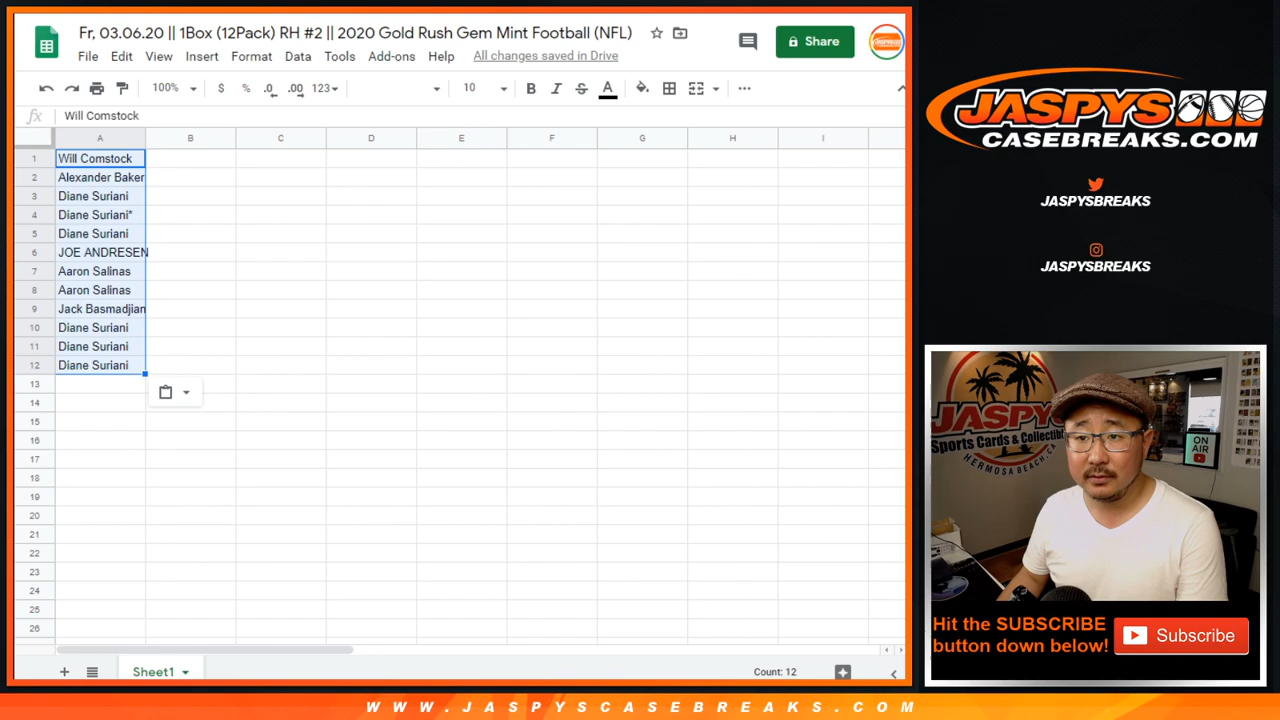 Fr, 03.06.20 || 1Box (12Pack) RH #2 || 2020 Gold Rush Gem Mint Football (NFL)
File Edit View Insert Format Data Tools Add-ons Help All changes saved in Drive
Share
100% $ % .0 .00 123 10 B I S A
fx Will Comstock
A B C D E F G H I
1 Will Comstock
2 Alexander Baker
3 Diane Suriani
4 Diane Suriani*
5 Diane Suriani
6 JOE ANDRESEN
7 Aaron Salinas
8 Aaron Salinas
9 Jack Basmadjian
10 Diane Suriani
11 Diane Suriani
12 Diane Suriani
13
14
15
16
17
18
19
20
21
22
23
24
25
26
Sheet1
Count: 12
JASPYS
CASEBREAKS.COM
JASPYSBREAKS
JASPYSBREAKS
JASPYS
Sports Cards & Collectibl
HERMOSA BEACH, CA
ON
AIR
Hit the SUBSCRIBE
button down below!
Subscribe
WWW.JASPYSCASEBREAKS.COM